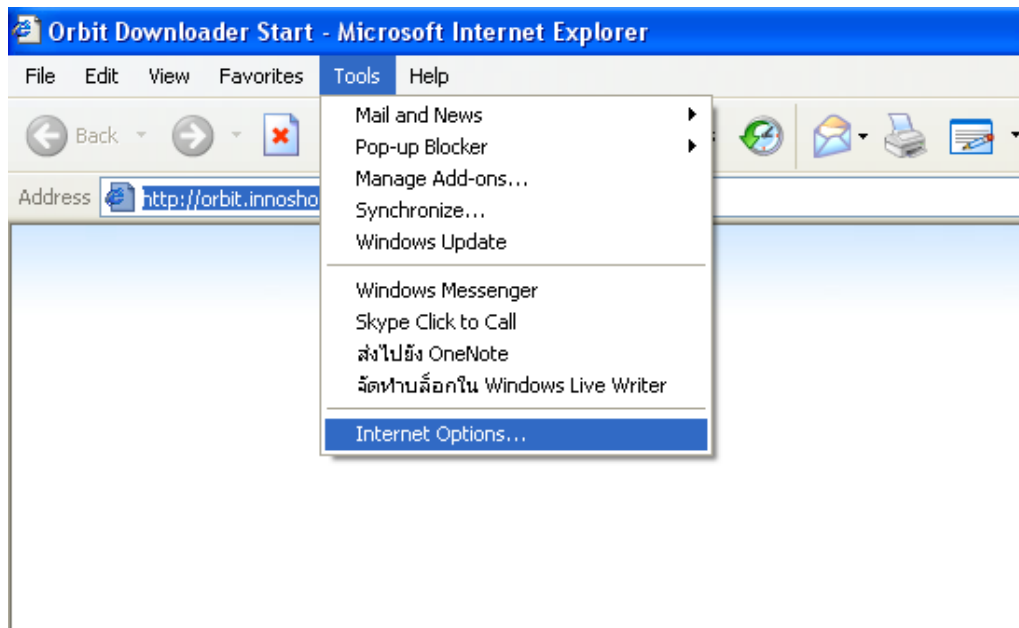 Orbit Downloader Start - Microsoft Internet Explorer
File Edit View Favorites Tools Help
Back
Address http://orbit.innosho
Mail and News
Pop-up Blocker
Manage Add-ons...
Synchronize...
Windows Update
Windows Messenger
Skype Click to Call
ส่งไปยัง OneNote
จัดทำบล็อกใน Windows Live Writer
Internet Options...